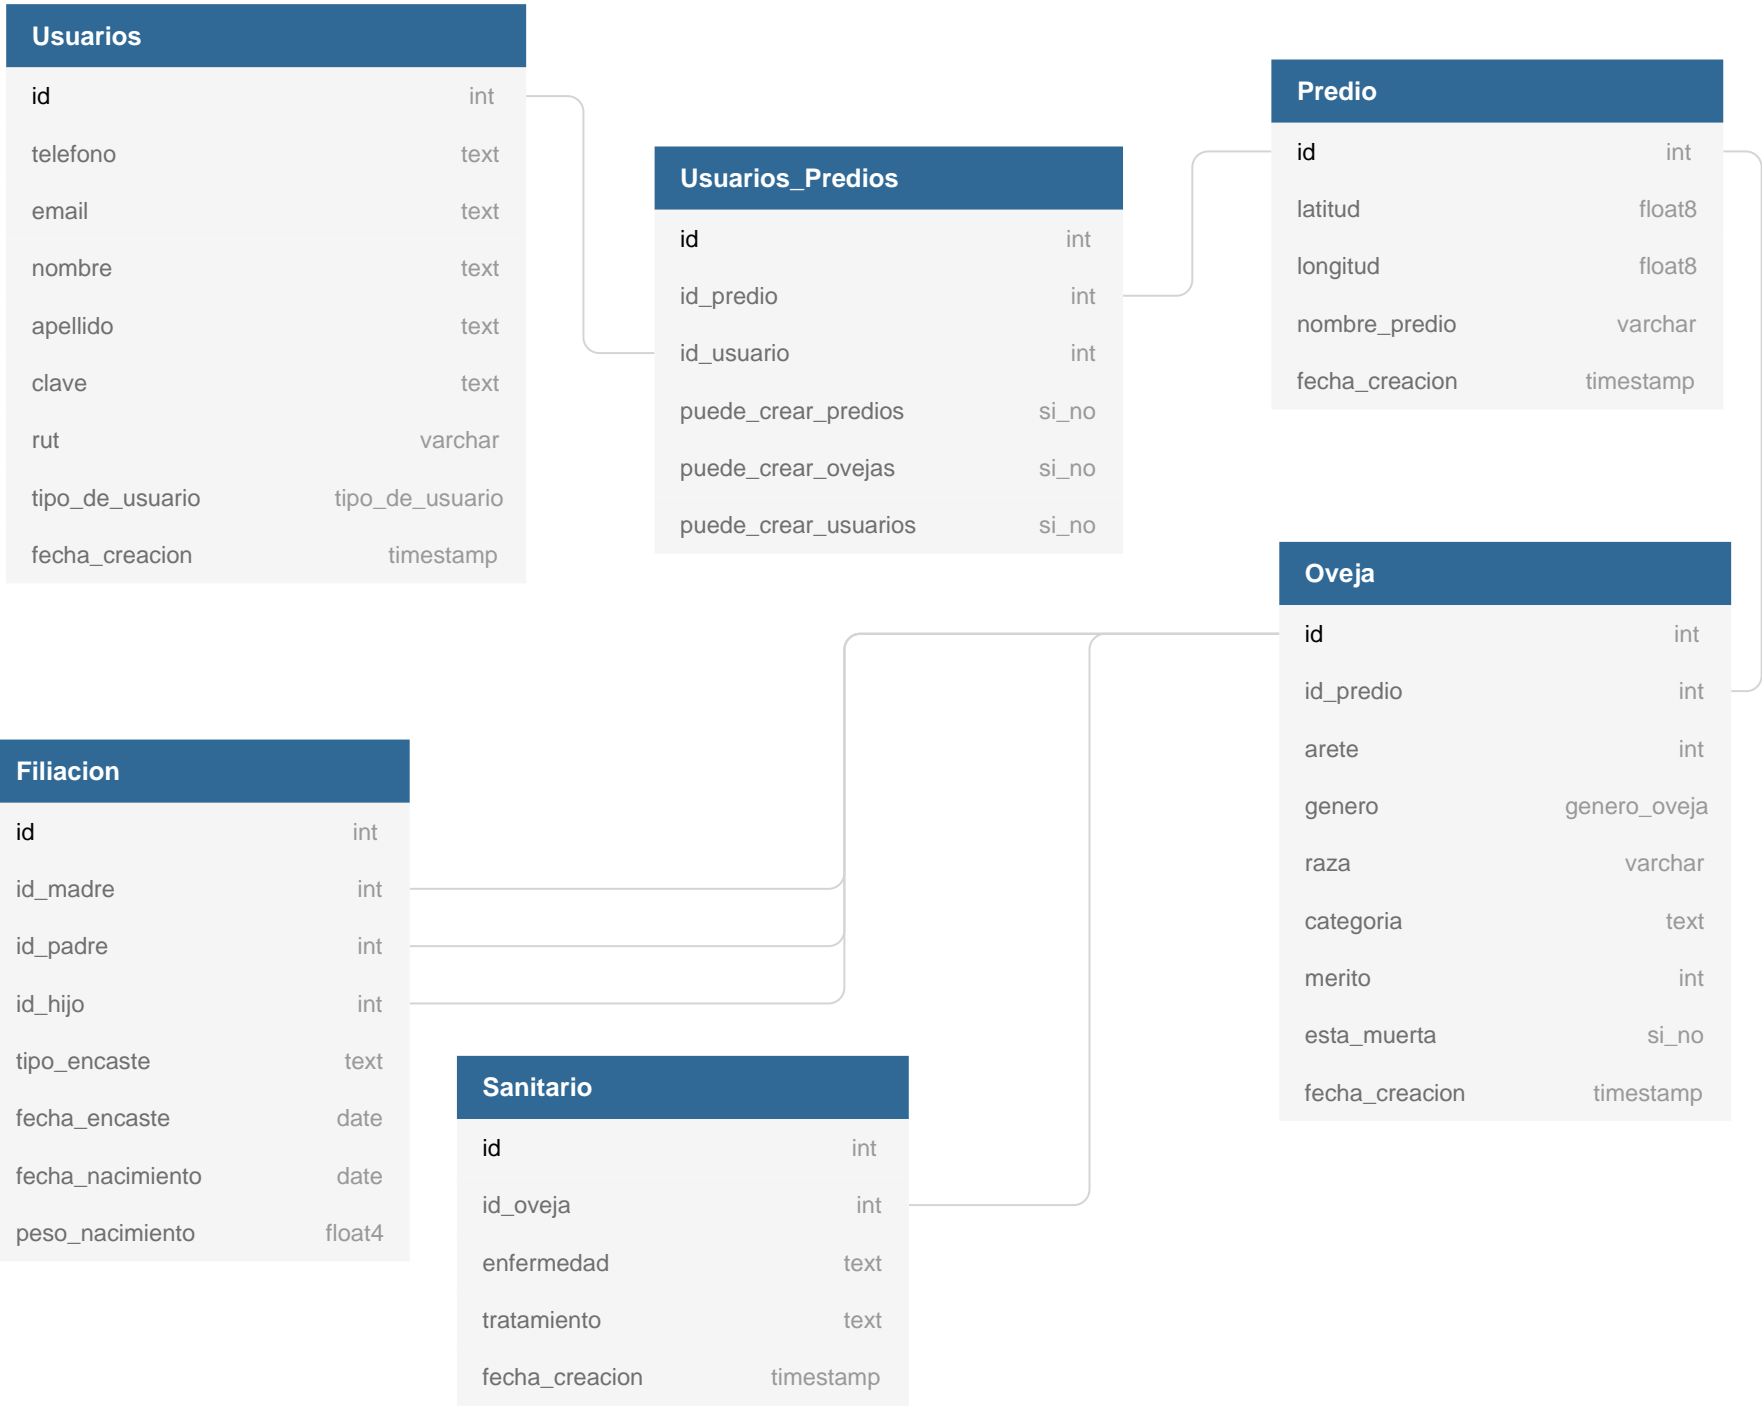 Usuarios
id int
telefono text
email text
nombre text
apellido text
clave text
rut varchar
tipo_de_usuario tipo_de_usuario
fecha_creacion timestamp
Usuarios_Predios
id int
id_predio int
id_usuario int
puede_crear_predios si_no
puede_crear_ovejas si_no
puede_crear_usuarios si_no
Predio
id int
latitud float8
longitud float8
nombre_predio varchar
fecha_creacion timestamp
Oveja
id int
id_predio int
arete int
genero genero_oveja
raza varchar
categoria text
merito int
esta_muerta si_no
fecha_creacion timestamp
Filiacion
id int
id_madre int
id_padre int
id_hijo int
tipo_encaste text
fecha_encaste date
fecha_nacimiento date
peso_nacimiento float4
Sanitario
id int
id_oveja int
enfermedad text
tratamiento text
fecha_creacion timestamp